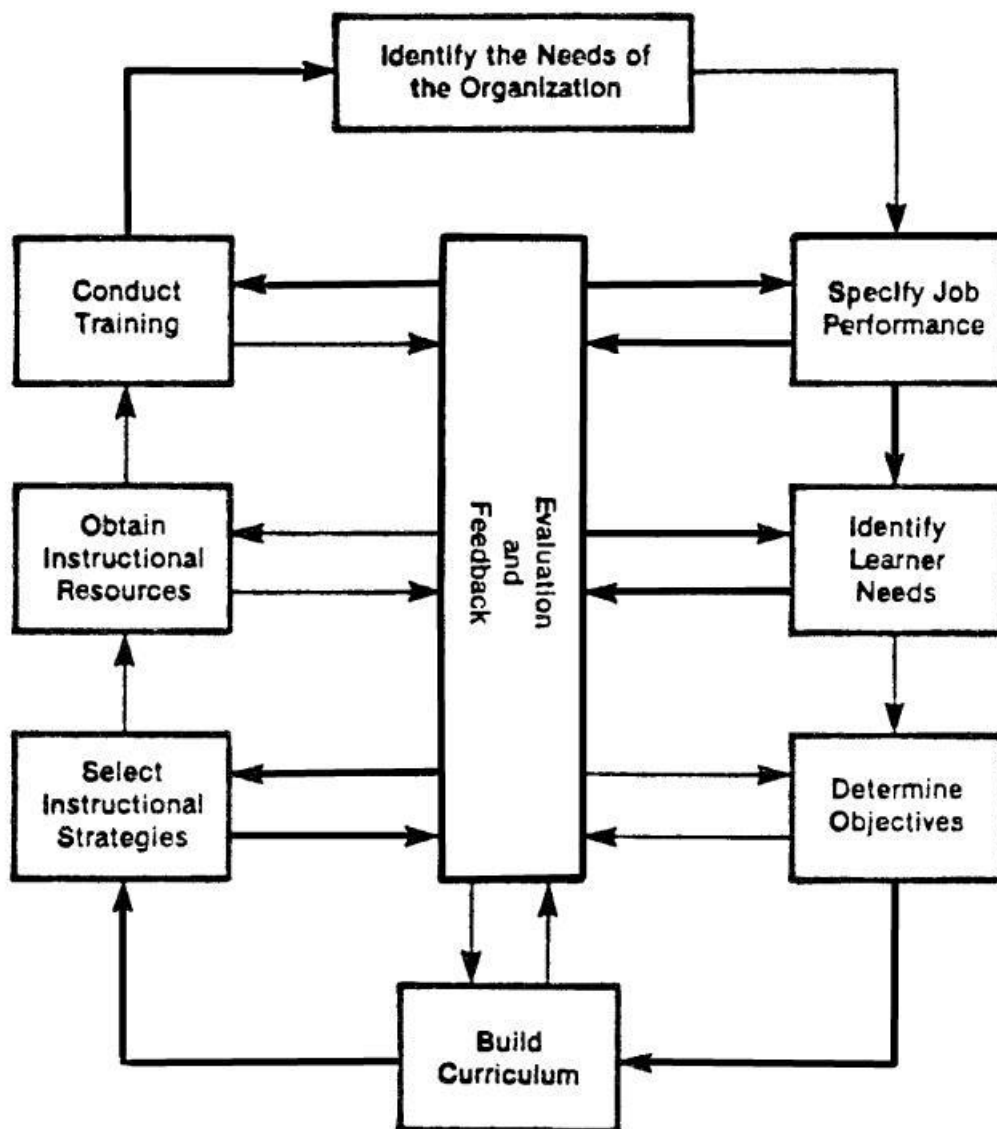 Identify the Needs of
the Organization
Conduct
Training
Specify Job
Performance
Evaluation
and
Feedback
Obtain
Instructional
Resources
Identify
Learner
Needs
Select
Instructional
Strategies
Determine
Objectives
Build
Curriculum